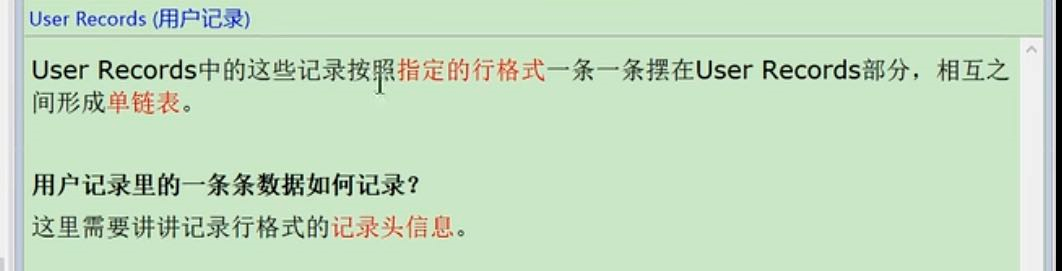 User Records (用户记录)
User Records中的这些记录按照指定的行格式一条一条摆在User Records部分，相互之
间形成单链表。
用户记录里的一条条数据如何记录？
这里需要讲讲记录行格式的记录头信息。